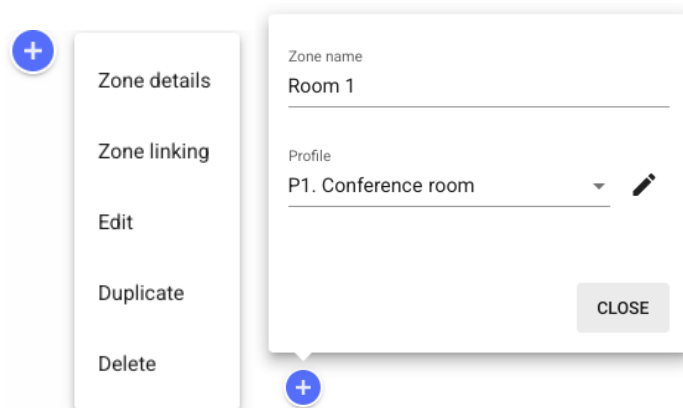 Zone details
Zone linking
Edit
Duplicate
Delete
Zone name
Room 1
Profile
P1. Conference room
CLOSE